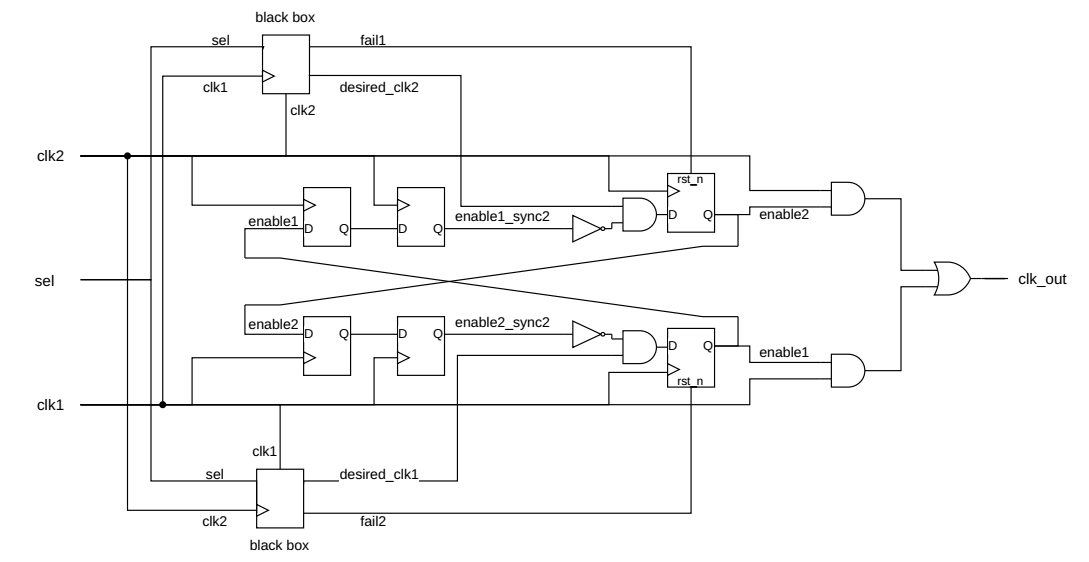 black box
sel
fail1
clk1
desired_clk2
clk2
clk2
rst_n
enable1
D
Q
D
Q
enable1_sync2
D
Q
enable2
sel
clk_out
enable2
D
Q
D
Q
enable2_sync2
D
Q
enable1
rst_n
clk1
clk1
sel
desired_clk1
clk2
fail2
black box